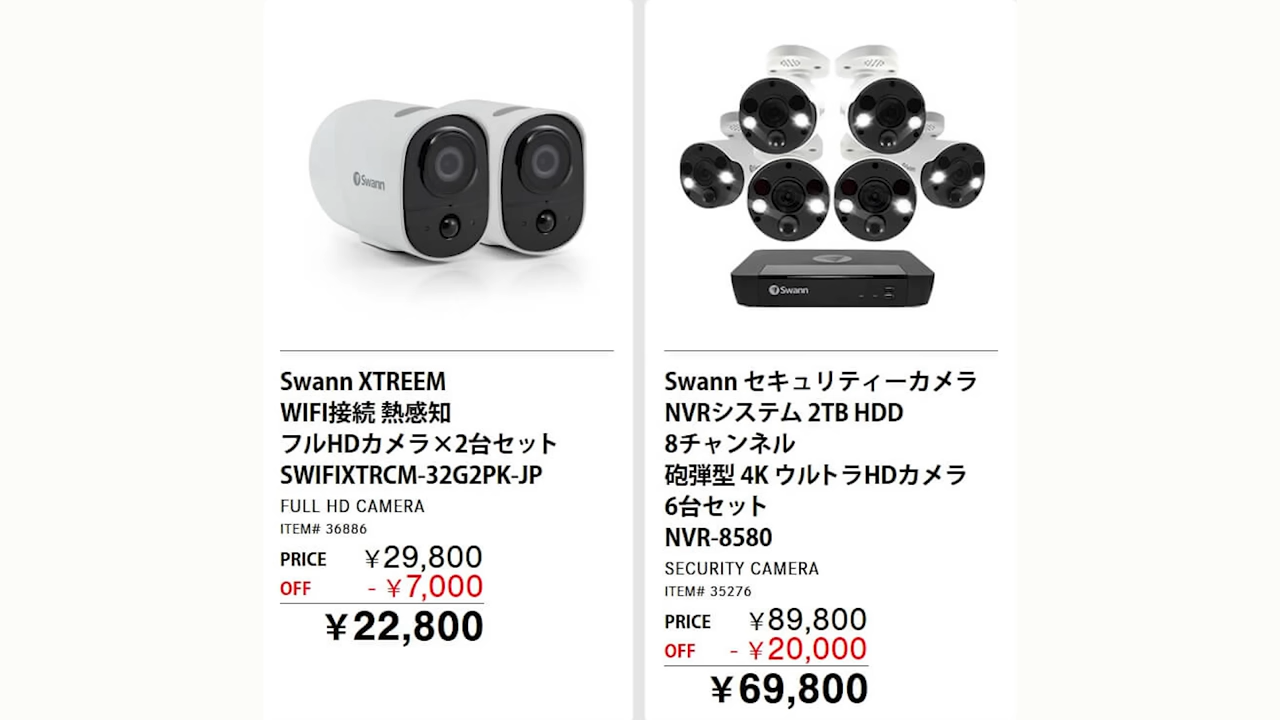 Swann
Swann XTREEM
WIFI接続 熱感知
フルHDカメラ×2台セット
SWIFIXTRCM-32G2PK-JP
FULL HD CAMERA
ITEM# 36886
PRICE ¥29,800
OFF - ¥7,000
¥22,800
Swann
Swann セキュリティーカメラ
NVRシステム 2TB HDD
8チャンネル
砲弾型 4K ウルトラHDカメラ
6台セット
NVR-8580
SECURITY CAMERA
ITEM# 35276
PRICE ¥89,800
OFF - ¥20,000
¥69,800